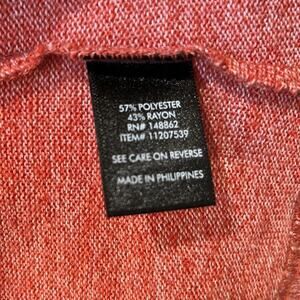 57% POLYESTER
43% RAYON
RN# 148862
ITEM# 11207539
SEE CARE ON REVERSE
MADE IN PHILIPPINES